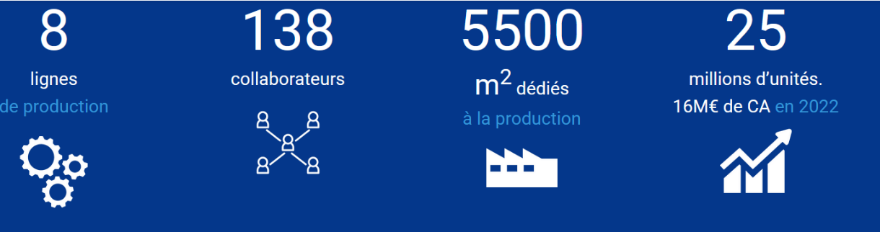 8
lignes
de production
138
collaborateurs
5500
m² dédiés
à la production
25
millions d'unités.
16M€ de CA en 2022